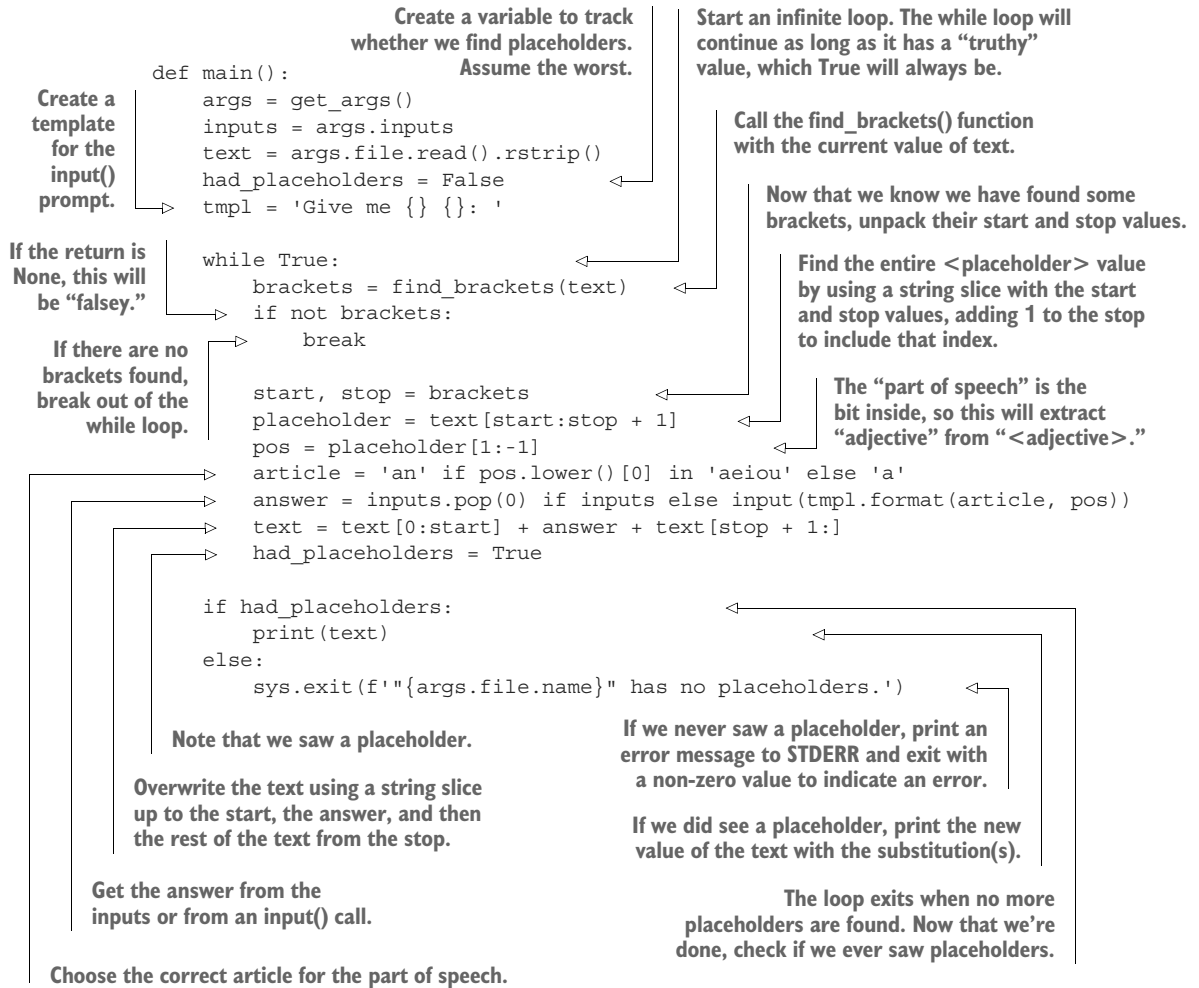 Create a variable to track
whether we find placeholders.
Assume the worst.
Start an infinite loop. The while loop will
continue as long as it has a “truthy”
value, which True will always be.
Create a
template
for the
input()
prompt.
def main():
    args = get_args()
    inputs = args.inputs
    text = args.file.read().rstrip()
    had_placeholders = False
    tmpl = 'Give me {} {}: '
Call the find_brackets() function
with the current value of text.
Now that we know we have found some
brackets, unpack their start and stop values.
If the return is
None, this will
be “falsey.”
    while True:
        brackets = find_brackets(text)
        if not brackets:
            break
Find the entire <placeholder> value
by using a string slice with the start
and stop values, adding 1 to the stop
to include that index.
If there are no
brackets found,
break out of the
while loop.
The “part of speech” is the
bit inside, so this will extract
“adjective” from “<adjective>.”
        start, stop = brackets
        placeholder = text[start:stop + 1]
        pos = placeholder[1:-1]
        article = 'an' if pos.lower()[0] in 'aeiou' else 'a'
        answer = inputs.pop(0) if inputs else input(tmpl.format(article, pos))
        text = text[0:start] + answer + text[stop + 1:]
        had_placeholders = True
    if had_placeholders:
        print(text)
    else:
        sys.exit(f'"{args.file.name}" has no placeholders.')
Note that we saw a placeholder.
If we never saw a placeholder, print an
error message to STDERR and exit with
a non-zero value to indicate an error.
Overwrite the text using a string slice
up to the start, the answer, and then
the rest of the text from the stop.
If we did see a placeholder, print the new
value of the text with the substitution(s).
Get the answer from the
inputs or from an input() call.
The loop exits when no more
placeholders are found. Now that we’re
done, check if we ever saw placeholders.
Choose the correct article for the part of speech.